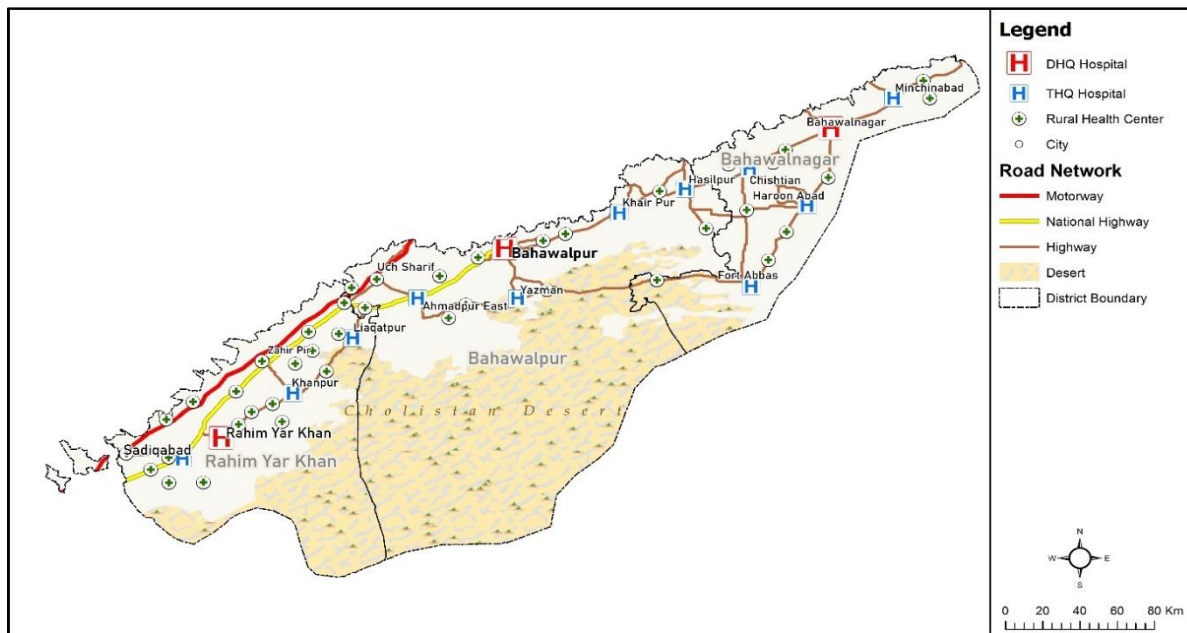 Minchinabad
Bahawalnagar
Bahawalnagar
Hasilpur
Chishtian
Haroon Abad
Khair Pur
Bahawalpur
Uch Sharif
Fort Abbas
Yazman
Ahmadpur East
Liaqatpur
Zahir Pir
Bahawalpur
Khanpur
Cholistan Desert
Rahim Yar Khan
Sadiqabad
Rahim Yar Khan
Legend
H DHQ Hospital
H THQ Hospital
Rural Health Center
City
Road Network
Motorway
National Highway
Highway
Desert
District Boundary
N
W E
S
0 20 40 60 80 Km